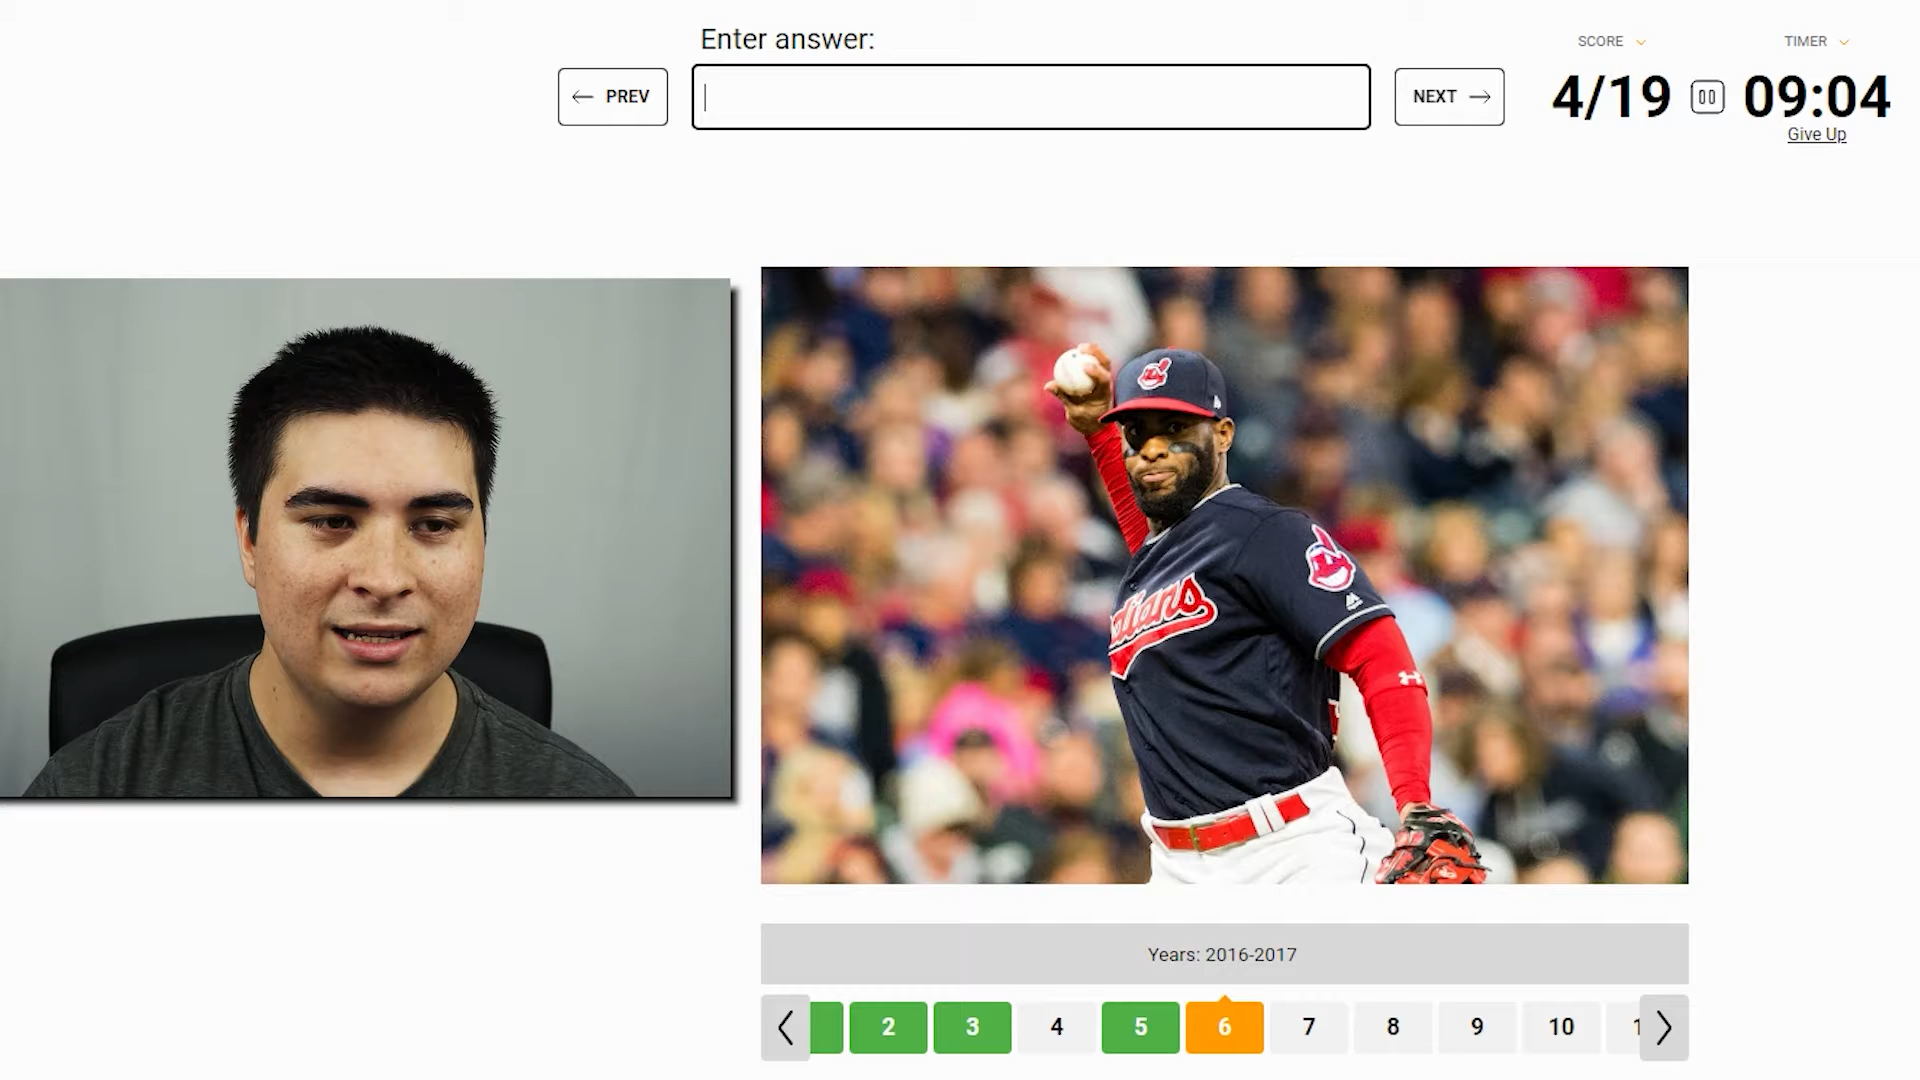 Enter answer:
SCORE
TIMER
← PREV
NEXT →
4/19
09:04
Give Up
Years: 2016-2017
2 3 4 5 6 7 8 9 10